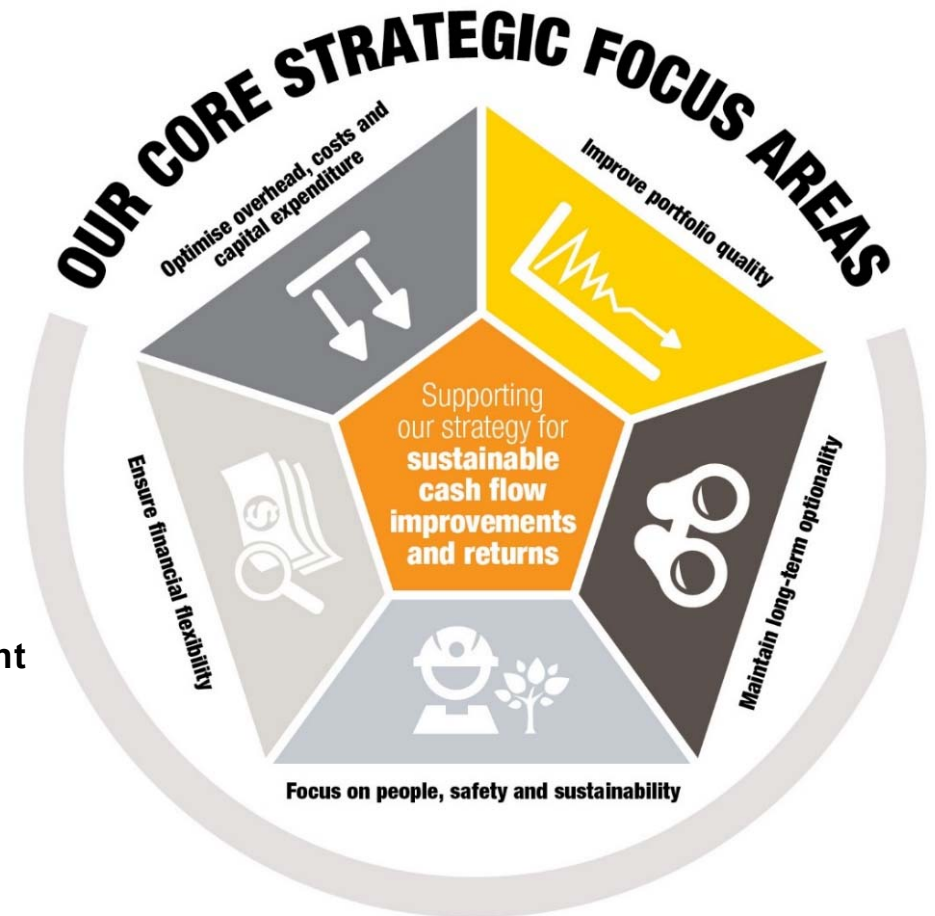 OUR CORE STRATEGIC FOCUS AREAS
Optimise overhead, costs and
capital expenditure
Improve portfolio quality
Supporting
our strategy for
sustainable
cash flow
improvements
and returns
Ensure financial flexibility
Maintain long-term optionality
nt
Focus on people, safety and sustainability
$